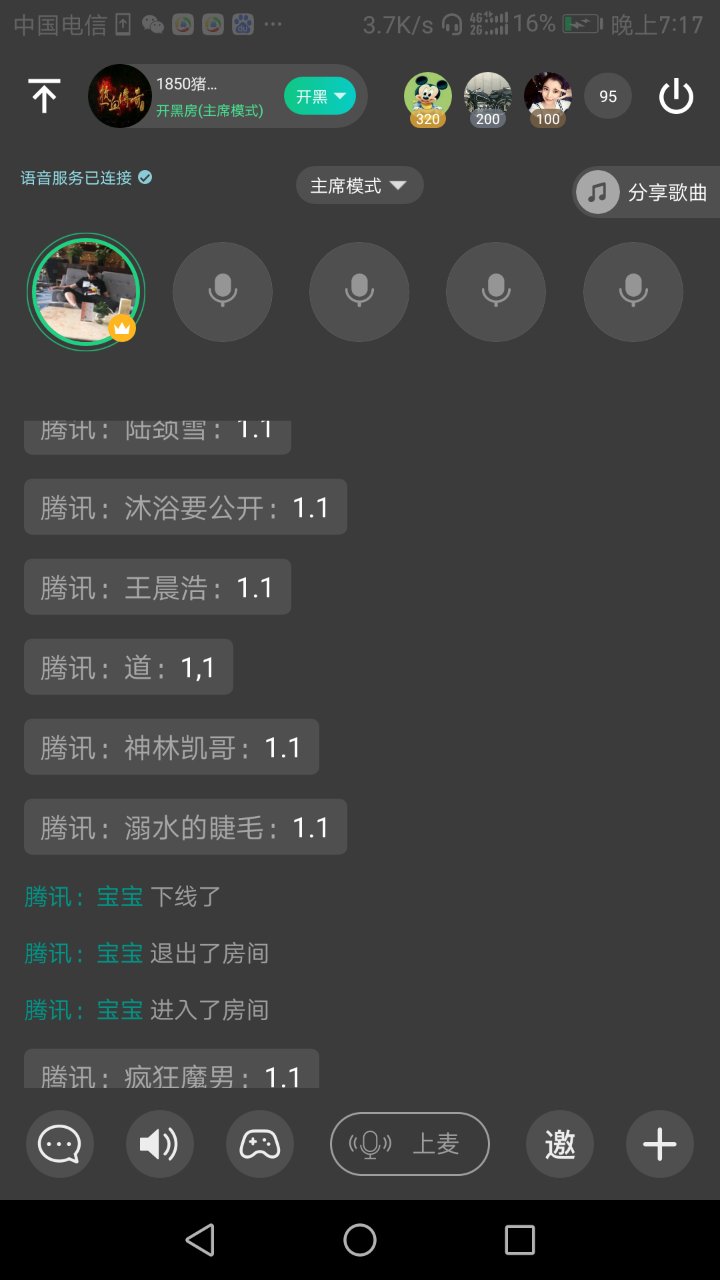 中国电信 ··· 3.7K/s 4G 2G 16% 晚上7:17
1850猪...
开黑房(主席模式)
开黑
320 200 100 95
语音服务已连接
主席模式
分享歌曲
腾讯：陆颈雪：1.1
腾讯：沐浴要公开：1.1
腾讯：王晨浩：1.1
腾讯：道：1,1
腾讯：神林凯哥：1.1
腾讯：溺水的睫毛：1.1
腾讯：宝宝 下线了
腾讯：宝宝 退出了房间
腾讯：宝宝 进入了房间
腾讯：疯狂魔男：1.1
上麦 邀